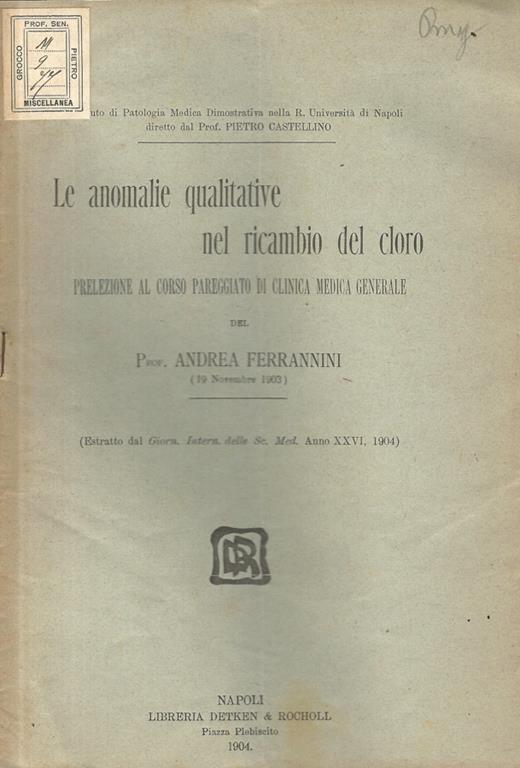 PROF. SEN.
GROCCO
PIETRO
M
9
MISCELLANEA
di Patologia Medica Dimostrativa nella R. Università di Napoli
diretto dal Prof. PIETRO CASTELLINO
Le anomalie qualitative
nel ricambio del cloro
PRELEZIONE AL CORSO PAREGGIATO DI CLINICA MEDICA GENERALE
DEL
PROF. ANDREA FERRANNINI
(19 Novembre 1903)
(Estratto dal Giorn. Intern. delle Sc. Med. Anno XXVI, 1904)
NAPOLI
LIBRERIA DETKEN & ROCHOLL
Piazza Plebiscito
1904.